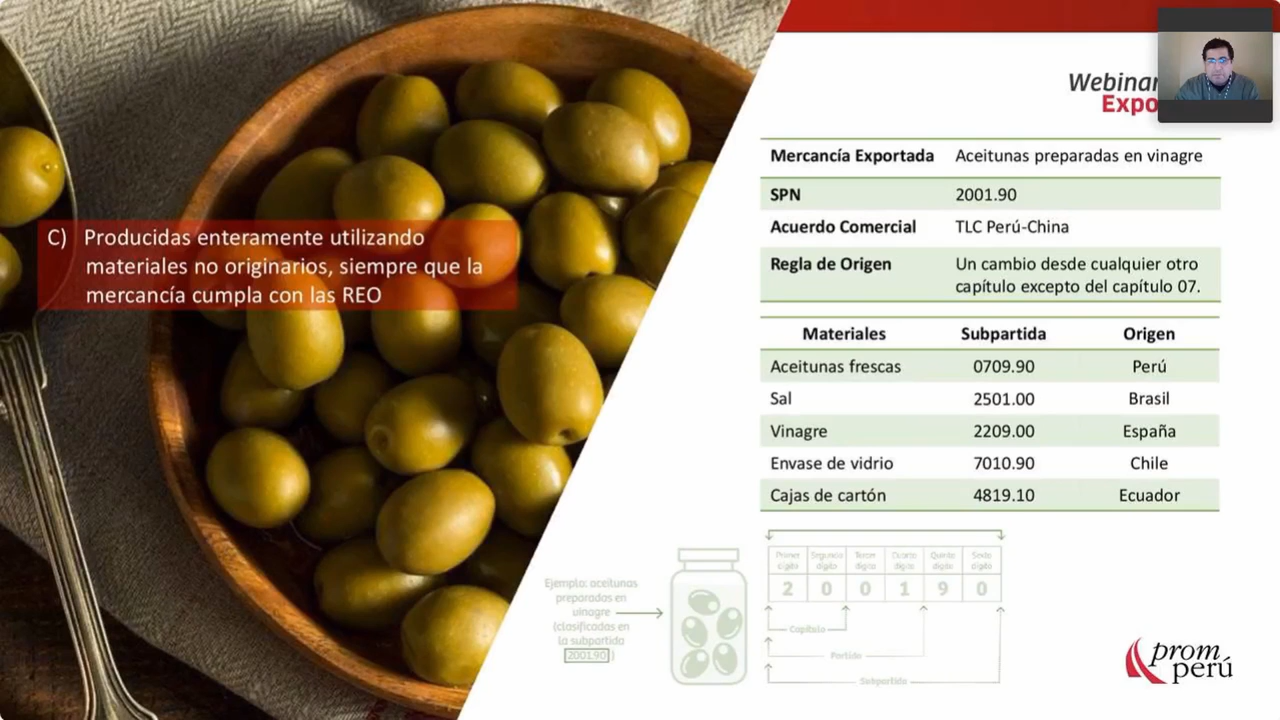 Webinar
Expo
C) Producidas enteramente utilizando
materiales no originarios, siempre que la
mercancía cumpla con las REO
Mercancía Exportada Aceitunas preparadas en vinagre
SPN 2001.90
Acuerdo Comercial TLC Perú-China
Regla de Origen Un cambio desde cualquier otro
capítulo excepto del capítulo 07.
Materiales Subpartida Origen
Aceitunas frescas 0709.90 Perú
Sal 2501.00 Brasil
Vinagre 2209.00 España
Envase de vidrio 7010.90 Chile
Cajas de cartón 4819.10 Ecuador
Ejemplo: aceitunas
preparadas en
vinagre
(clasificadas en
la subpartida
2001.90)
Primer dígito Segundo dígito Tercer dígito Cuarto dígito Quinto dígito Sexto dígito
2 0 0 1 9 0
Capítulo
Partida
Subpartida
prom
perú